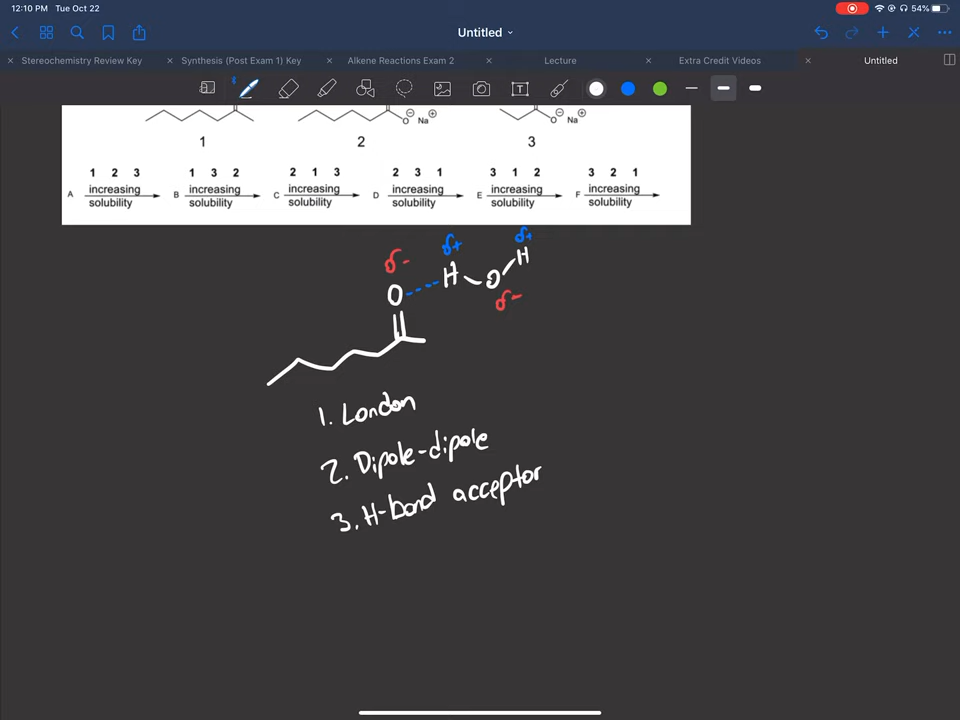 12:10 PM Tue Oct 22
54%
Untitled
Stereochemistry Review Key
Synthesis (Post Exam 1) Key
Alkene Reactions Exam 2
Lecture
Extra Credit Videos
Untitled
O⊖ Na⊕
O⊖ Na⊕
1 2 3
A 1 2 3 increasing solubility
B 1 3 2 increasing solubility
C 2 1 3 increasing solubility
D 2 3 1 increasing solubility
E 3 1 2 increasing solubility
F 3 2 1 increasing solubility
δ- δ+ δ+
O H O H
δ-
1. London
2. Dipole-dipole
3. H-bond acceptor